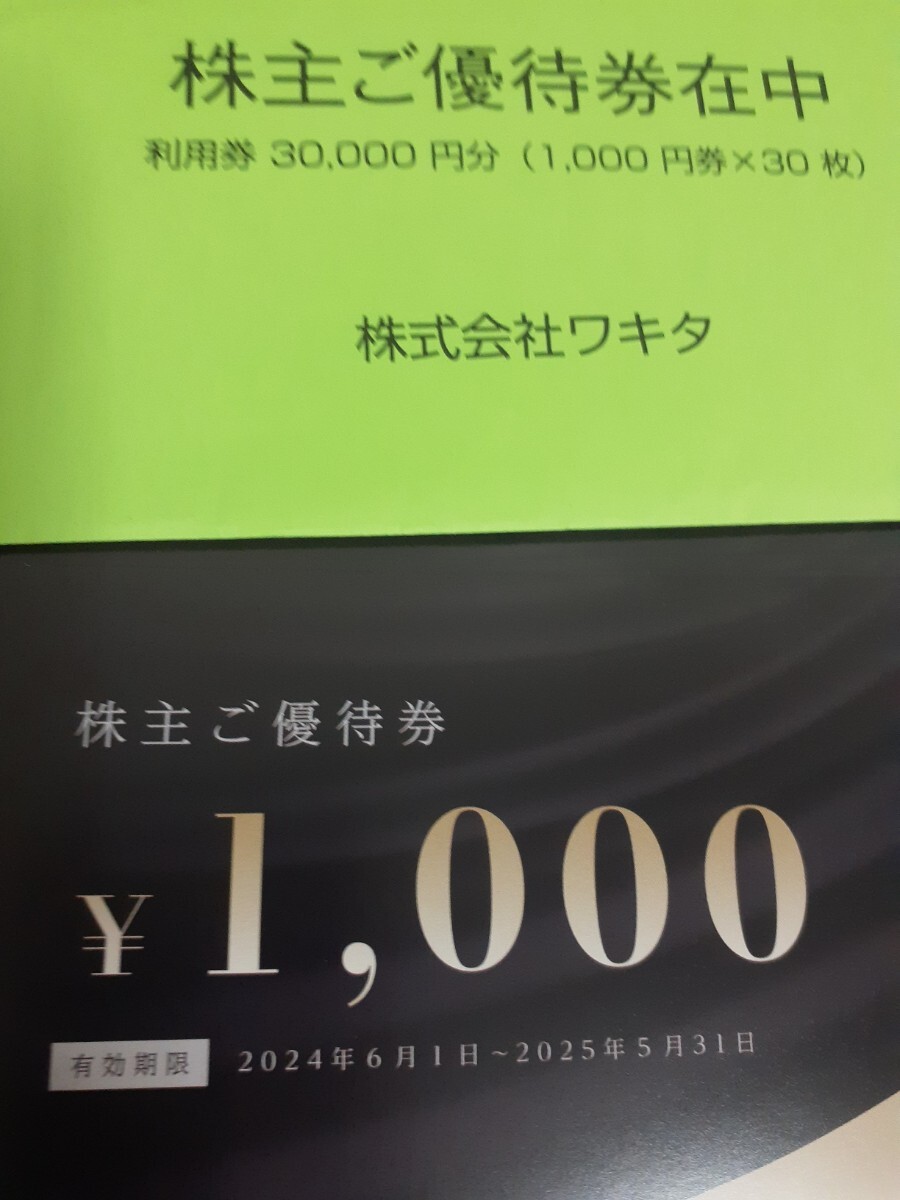 株主ご優待券在中
利用券 30,000 円分（1,000 円券×30 枚）
株式会社ワキタ
株主ご優待券
¥1,000
有効期限 2024年6月1日~2025年5月31日